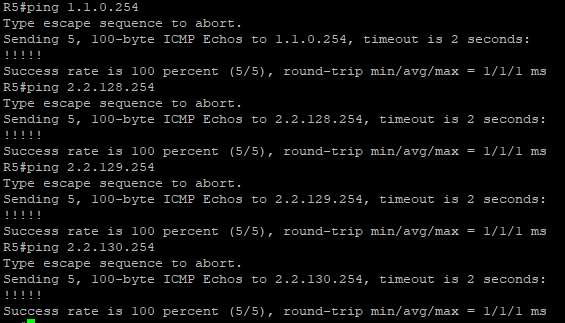 R5#ping 1.1.0.254
Type escape sequence to abort.
Sending 5, 100-byte ICMP Echos to 1.1.0.254, timeout is 2 seconds:
!!!!!
Success rate is 100 percent (5/5), round-trip min/avg/max = 1/1/1 ms
R5#ping 2.2.128.254
Type escape sequence to abort.
Sending 5, 100-byte ICMP Echos to 2.2.128.254, timeout is 2 seconds:
!!!!!
Success rate is 100 percent (5/5), round-trip min/avg/max = 1/1/1 ms
R5#ping 2.2.129.254
Type escape sequence to abort.
Sending 5, 100-byte ICMP Echos to 2.2.129.254, timeout is 2 seconds:
!!!!!
Success rate is 100 percent (5/5), round-trip min/avg/max = 1/1/1 ms
R5#ping 2.2.130.254
Type escape sequence to abort.
Sending 5, 100-byte ICMP Echos to 2.2.130.254, timeout is 2 seconds:
!!!!!
Success rate is 100 percent (5/5), round-trip min/avg/max = 1/1/1 ms